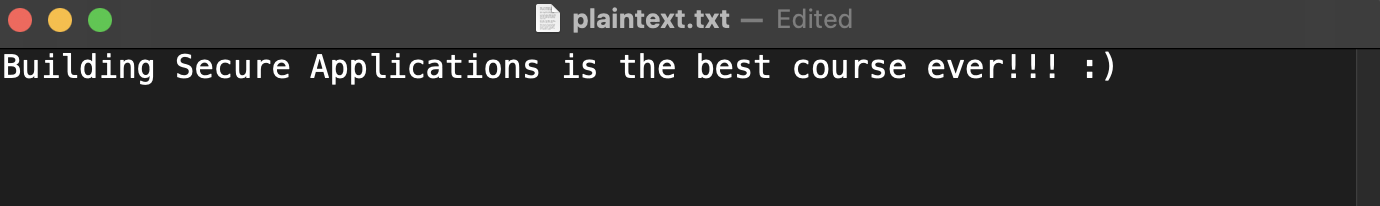 plaintext.txt — Edited
Building Secure Applications is the best course ever!!! :)